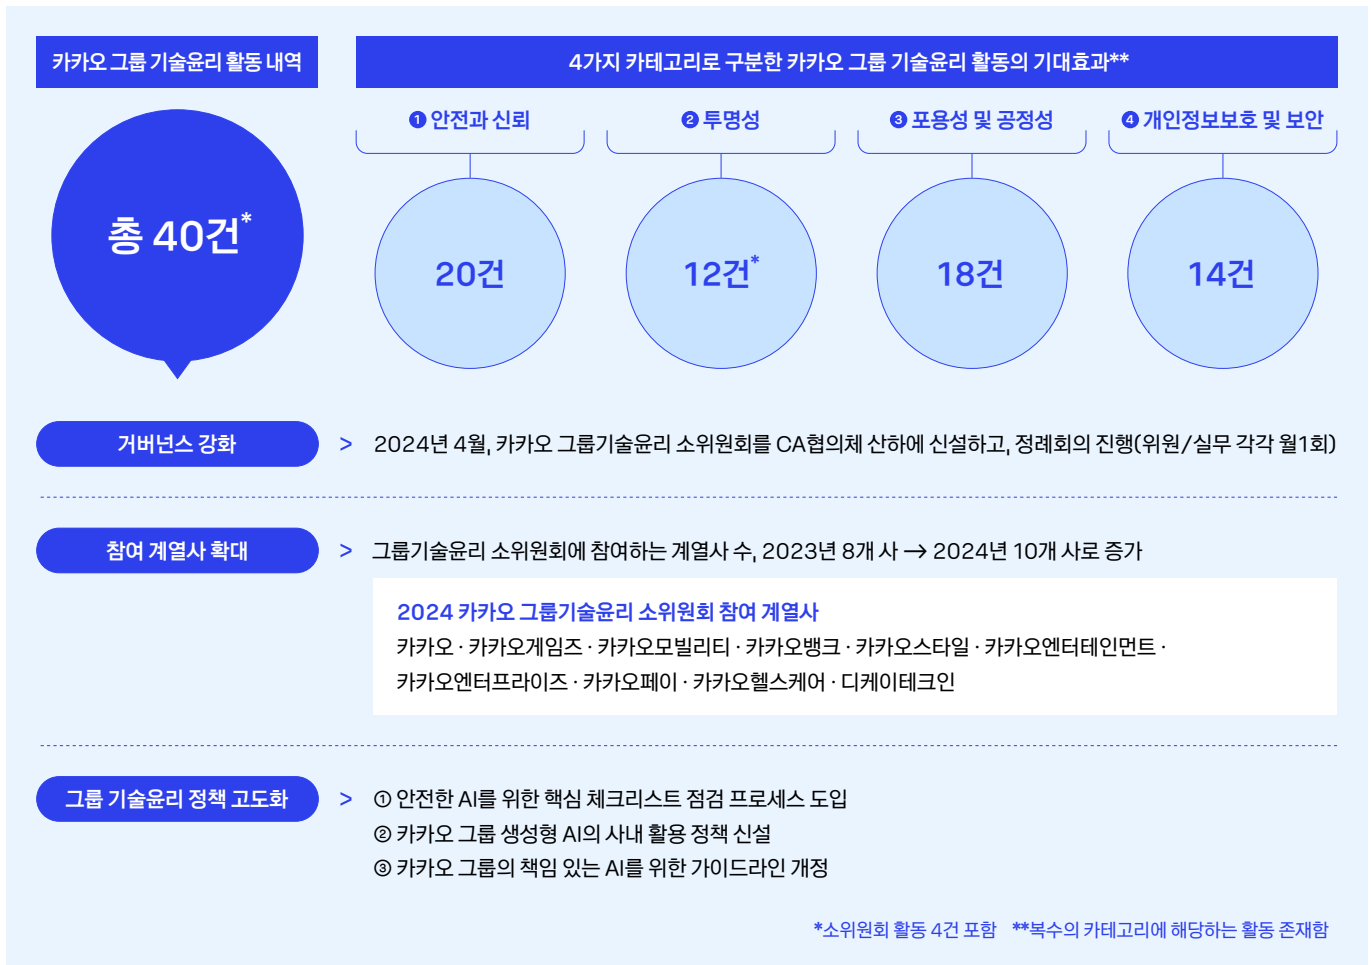 카카오 그룹 기술윤리 활동 내역
총 40건*
4가지 카테고리로 구분한 카카오 그룹 기술윤리 활동의 기대효과**
❶ 안전과 신뢰
20건
❷ 투명성
12건*
❸ 포용성 및 공정성
18건
❹ 개인정보보호 및 보안
14건
거버넌스 강화 > 2024년 4월, 카카오 그룹기술윤리 소위원회를 CA협의체 산하에 신설하고, 정례회의 진행(위원/실무 각각 월1회)
참여 계열사 확대 > 그룹기술윤리 소위원회에 참여하는 계열사 수, 2023년 8개 사 → 2024년 10개 사로 증가
2024 카카오 그룹기술윤리 소위원회 참여 계열사
카카오 · 카카오게임즈 · 카카오모빌리티 · 카카오뱅크 · 카카오스타일 · 카카오엔터테인먼트 ·
카카오엔터프라이즈 · 카카오페이 · 카카오헬스케어 · 디케이테크인
그룹 기술윤리 정책 고도화 > ① 안전한 AI를 위한 핵심 체크리스트 점검 프로세스 도입
② 카카오 그룹 생성형 AI의 사내 활용 정책 신설
③ 카카오 그룹의 책임 있는 AI를 위한 가이드라인 개정
*소위원회 활동 4건 포함 **복수의 카테고리에 해당하는 활동 존재함